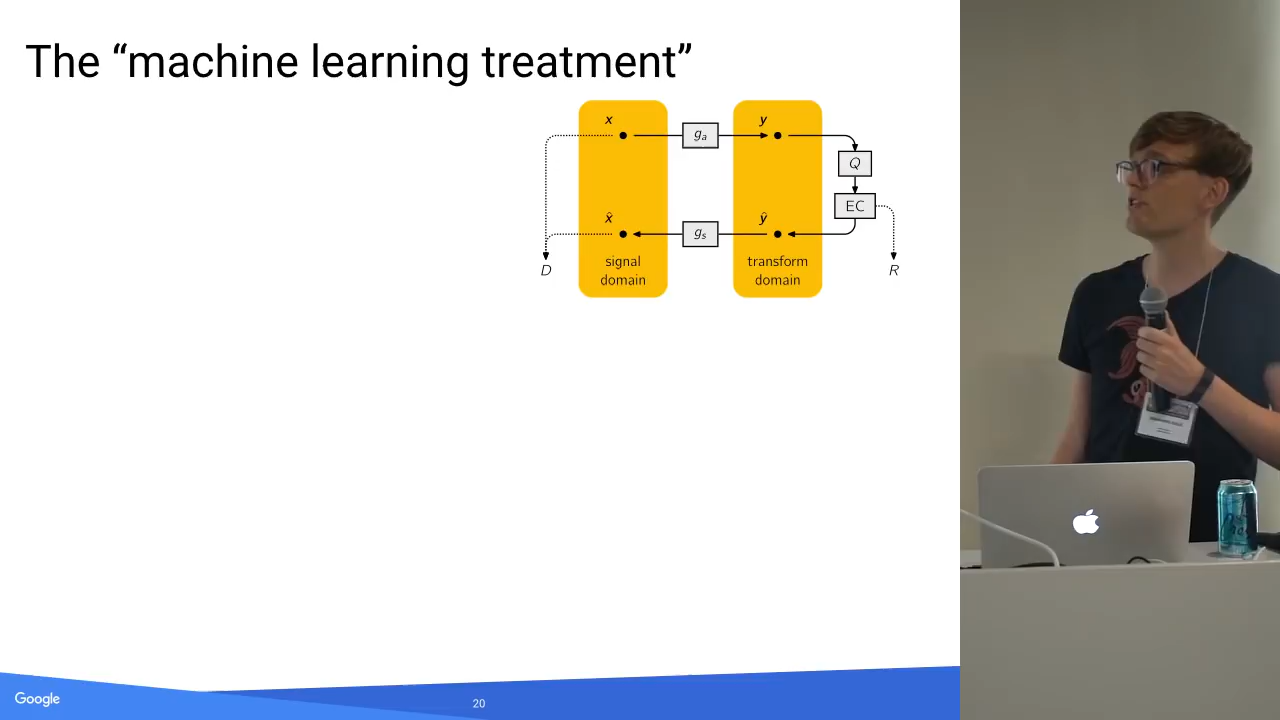 The “machine learning treatment”
x
g_a
y
Q
EC
x̂
g_s
ŷ
D
signal
domain
transform
domain
R
Google
20